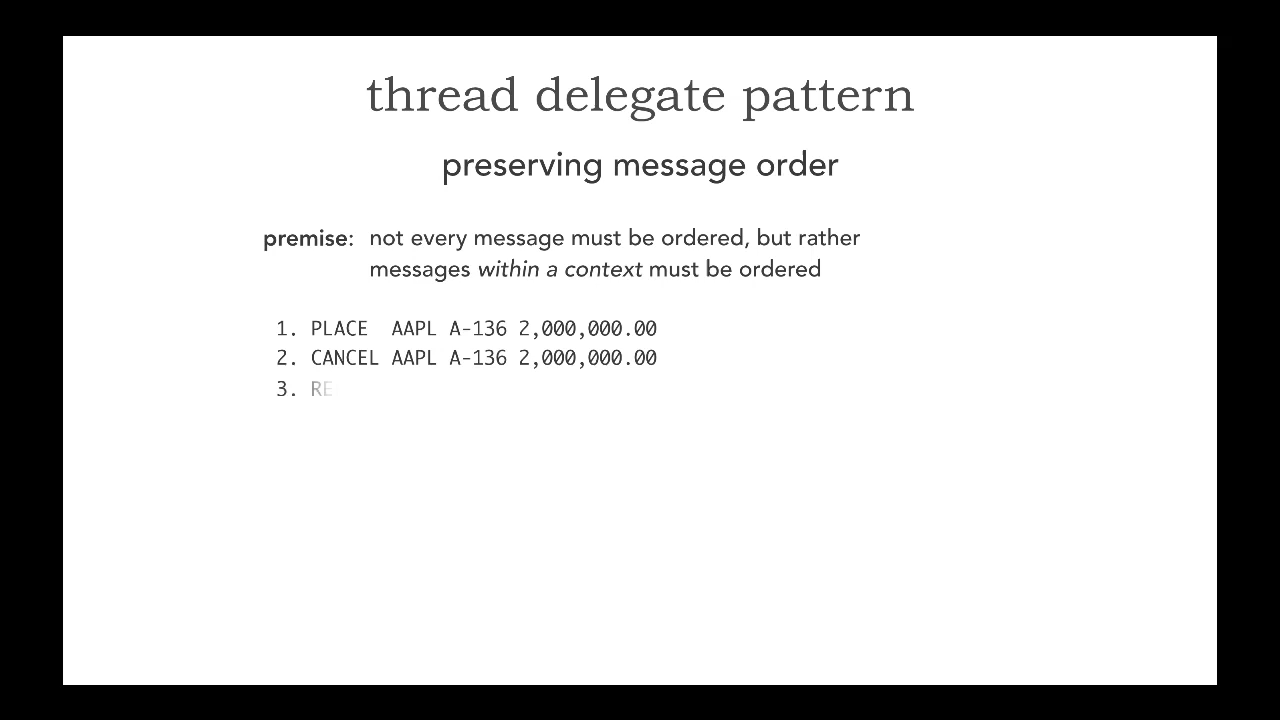 thread delegate pattern
preserving message order
premise: not every message must be ordered, but rather
messages within a context must be ordered
1. PLACE  AAPL A-136 2,000,000.00
2. CANCEL AAPL A-136 2,000,000.00
3. RE